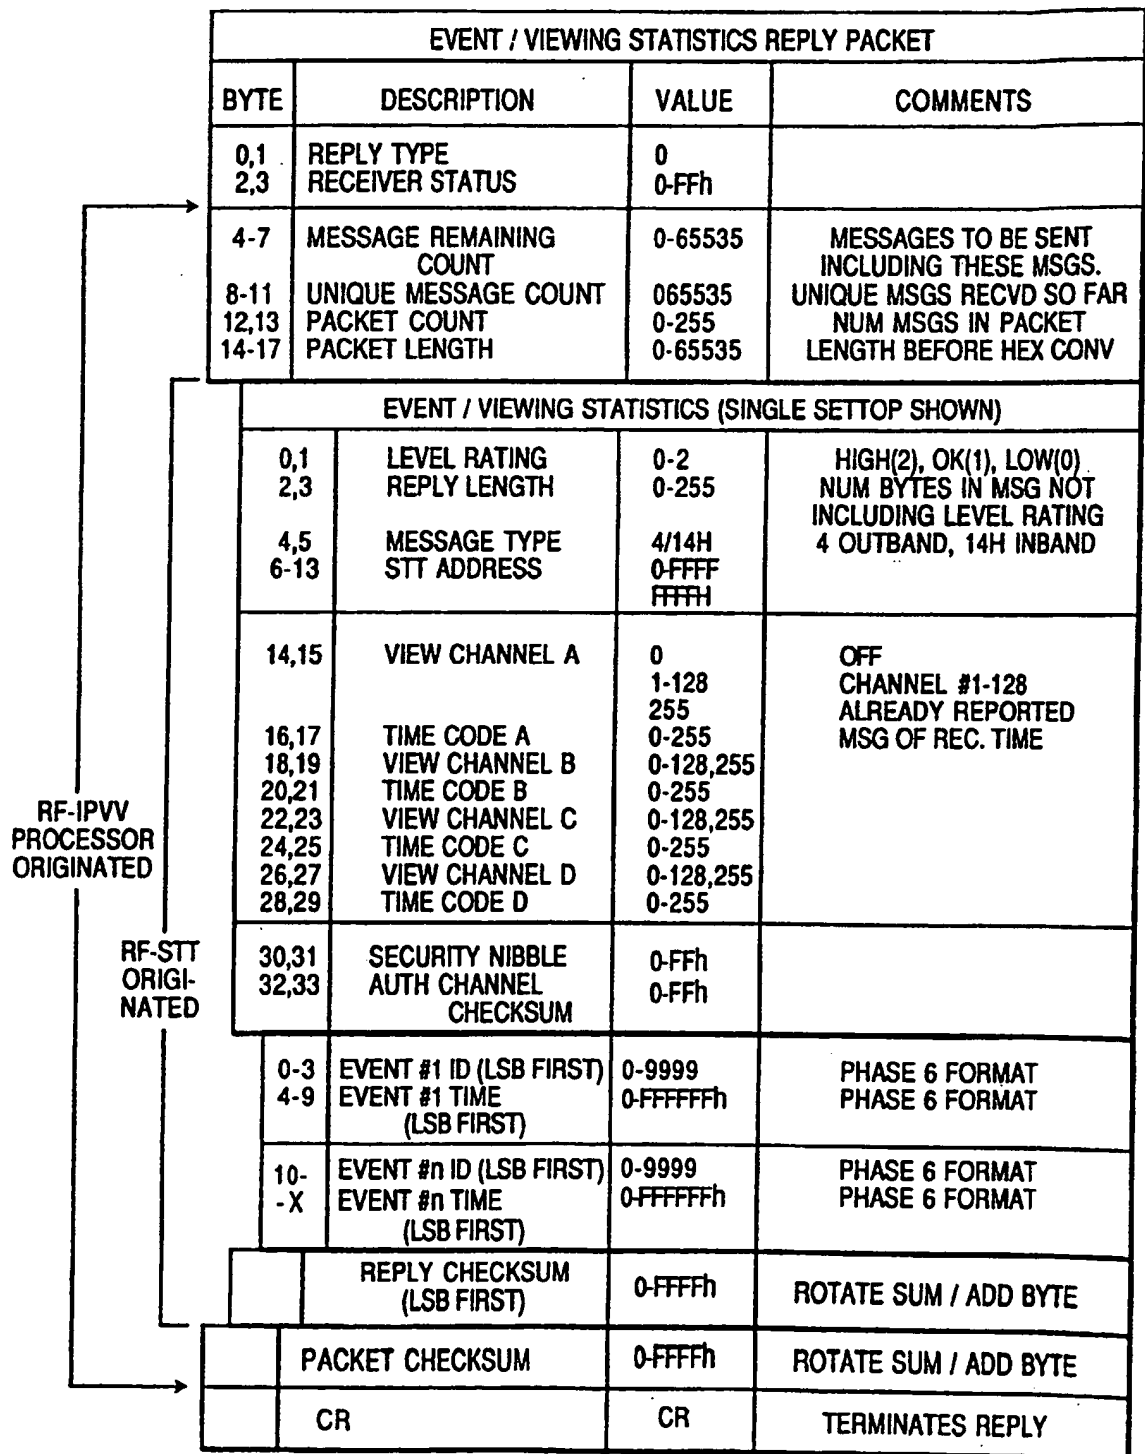 EVENT / VIEWING STATISTICS REPLY PACKET
BYTE DESCRIPTION VALUE COMMENTS
0,1 REPLY TYPE 0
2,3 RECEIVER STATUS 0-FFh
4-7 MESSAGE REMAINING 0-65535 MESSAGES TO BE SENT
COUNT INCLUDING THESE MSGS.
8-11 UNIQUE MESSAGE COUNT 065535 UNIQUE MSGS RECVD SO FAR
12,13 PACKET COUNT 0-255 NUM MSGS IN PACKET
14-17 PACKET LENGTH 0-65535 LENGTH BEFORE HEX CONV
EVENT / VIEWING STATISTICS (SINGLE SETTOP SHOWN)
0,1 LEVEL RATING 0-2 HIGH(2), OK(1), LOW(0)
2,3 REPLY LENGTH 0-255 NUM BYTES IN MSG NOT
INCLUDING LEVEL RATING
4,5 MESSAGE TYPE 4/14H 4 OUTBAND, 14H INBAND
6-13 STT ADDRESS 0-FFFF
FFFFH
14,15 VIEW CHANNEL A 0 OFF
1-128 CHANNEL #1-128
255 ALREADY REPORTED
16,17 TIME CODE A 0-255 MSG OF REC. TIME
18,19 VIEW CHANNEL B 0-128,255
20,21 TIME CODE B 0-255
22,23 VIEW CHANNEL C 0-128,255
24,25 TIME CODE C 0-255
26,27 VIEW CHANNEL D 0-128,255
28,29 TIME CODE D 0-255
RF-IPVV
PROCESSOR
ORIGINATED
30,31 SECURITY NIBBLE 0-FFh
32,33 AUTH CHANNEL 0-FFh
CHECKSUM
RF-STT
ORIGI-
NATED
0-3 EVENT #1 ID (LSB FIRST) 0-9999 PHASE 6 FORMAT
4-9 EVENT #1 TIME 0-FFFFFFh PHASE 6 FORMAT
(LSB FIRST)
10- EVENT #n ID (LSB FIRST) 0-9999 PHASE 6 FORMAT
-X EVENT #n TIME 0-FFFFFFh PHASE 6 FORMAT
(LSB FIRST)
REPLY CHECKSUM 0-FFFFh ROTATE SUM / ADD BYTE
(LSB FIRST)
PACKET CHECKSUM 0-FFFFh ROTATE SUM / ADD BYTE
CR CR TERMINATES REPLY